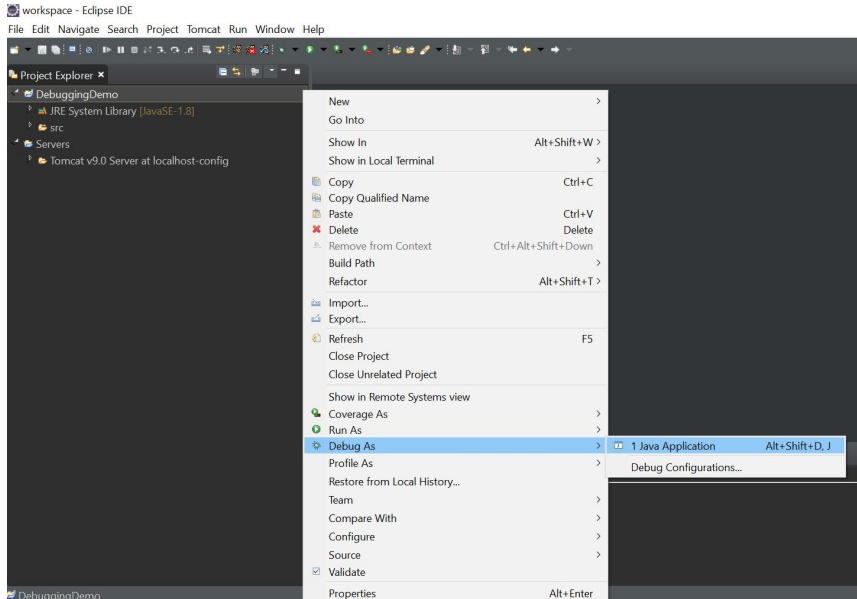 workspace - Eclipse IDE
File Edit Navigate Search Project Tomcat Run Window Help
Project Explorer
DebuggingDemo
JRE System Library [JavaSE-1.8]
src
Servers
Tomcat v9.0 Server at localhost-config
New
Go Into
Show In Alt+Shift+W
Show in Local Terminal
Copy Ctrl+C
Copy Qualified Name
Paste Ctrl+V
Delete Delete
Remove from Context Ctrl+Alt+Shift+Down
Build Path
Refactor Alt+Shift+T
Import...
Export...
Refresh F5
Close Project
Close Unrelated Project
Show in Remote Systems view
Coverage As
Run As
Debug As
1 Java Application Alt+Shift+D, J
Profile As
Debug Configurations...
Restore from Local History...
Team
Compare With
Configure
Source
Validate
Properties Alt+Enter
DebuggingDemo